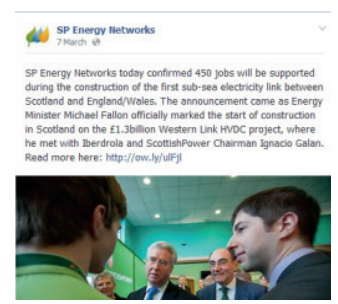 SP Energy Networks
7 March
SP Energy Networks today confirmed 450 jobs will be supported
during the construction of the first sub-sea electricity link between
Scotland and England/Wales. The announcement came as Energy
Minister Michael Fallon officially marked the start of construction
in Scotland on the £1.3billion Western Link HVDC project, where
he met with Iberdrola and ScottishPower Chairman Ignacio Galan.
Read more here: http://ow.ly/ulFjl